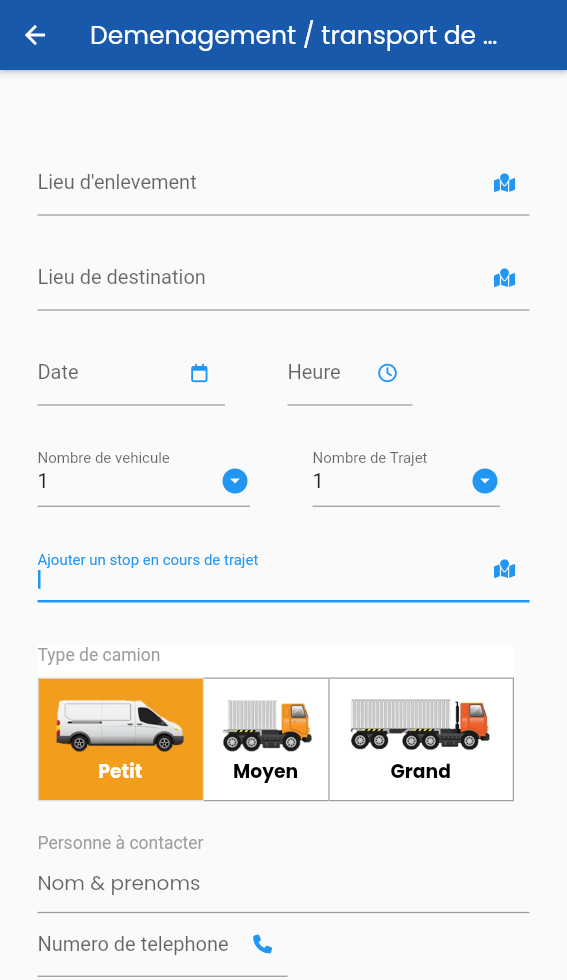 Demenagement / transport de ...
Lieu d'enlevement
Lieu de destination
Date
Heure
Nombre de vehicule
Nombre de Trajet
1
1
Ajouter un stop en cours de trajet
Type de camion
Petit
Moyen
Grand
Personne à contacter
Nom & prenoms
Numero de telephone